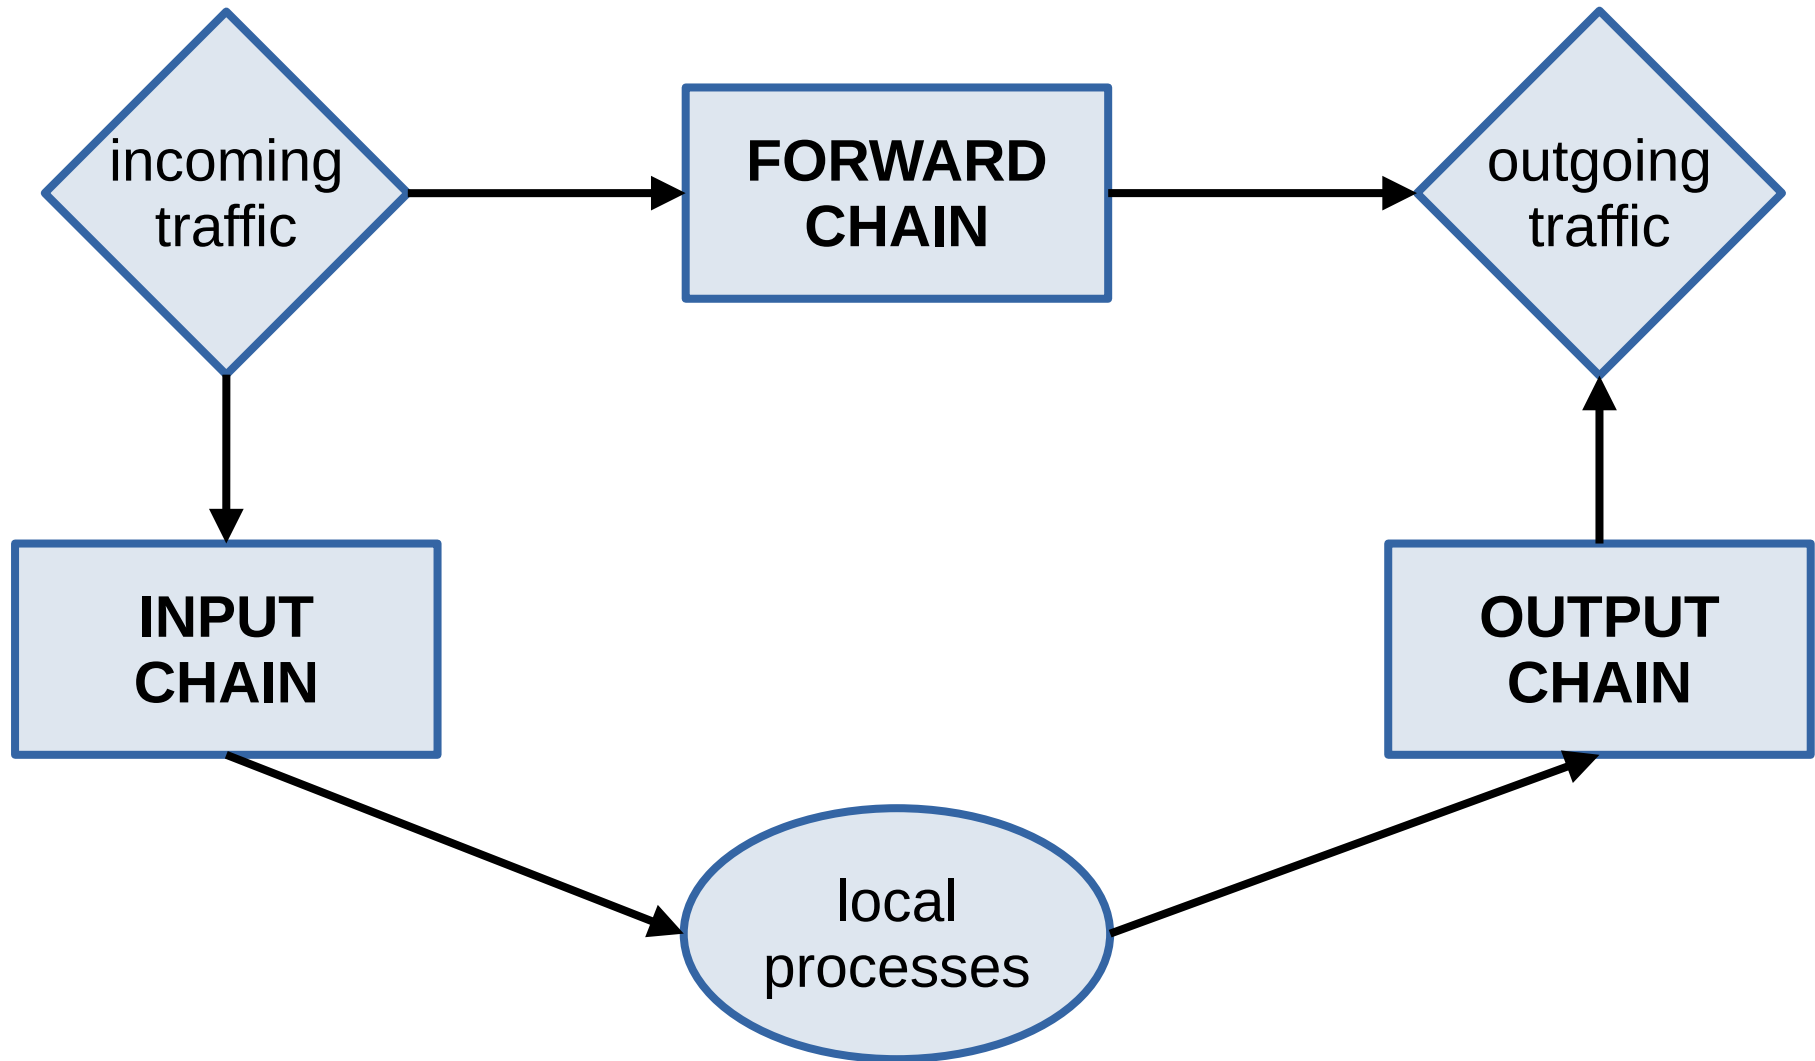 incoming
traffic
FORWARD
CHAIN
outgoing
traffic
INPUT
CHAIN
OUTPUT
CHAIN
local
processes